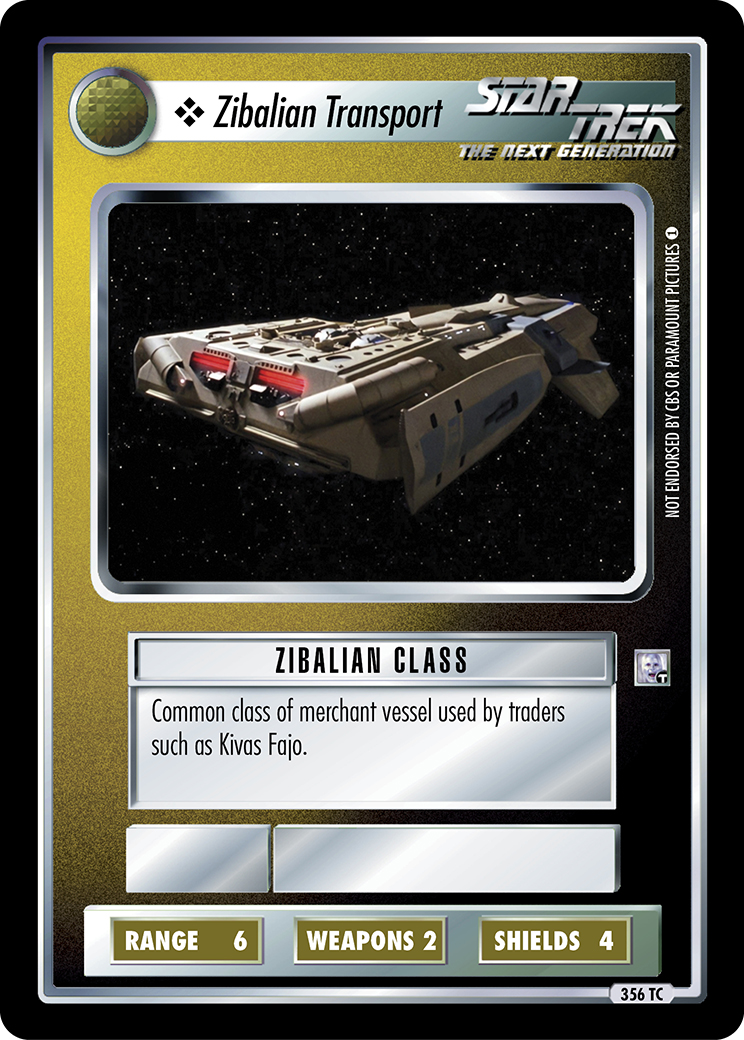 ❖ Zibalian Transport
STAR TREK
THE NEXT GENERATION
NOT ENDORSED BY CBS OR PARAMOUNT PICTURES 1
ZIBALIAN CLASS
T
Common class of merchant vessel used by traders
such as Kivas Fajo.
RANGE 6 WEAPONS 2 SHIELDS 4
356 TC